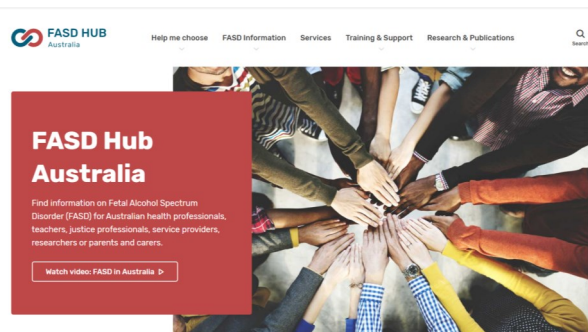 FASD HUB
Australia
Help me choose
FASD Information
Services
Training & Support
Research & Publications
Search
FASD Hub
Australia
Find information on Fetal Alcohol Spectrum
Disorder (FASD) for Australian health professionals,
teachers, justice professionals, service providers,
researchers or parents and carers.
Watch video: FASD in Australia